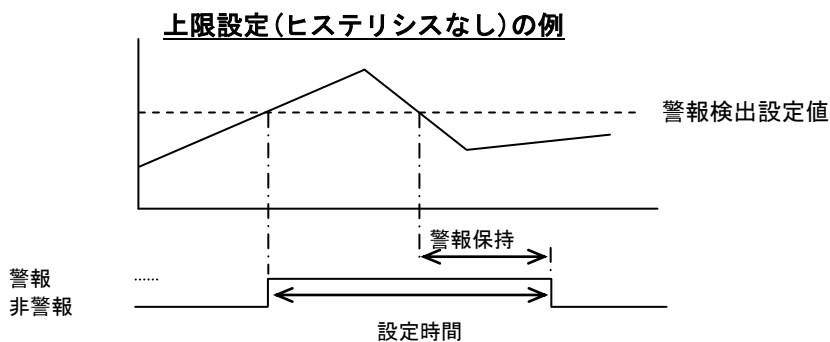 上限設定（ヒステリシスなし）の例
警報検出設定値
警報保持
警報
非警報
設定時間